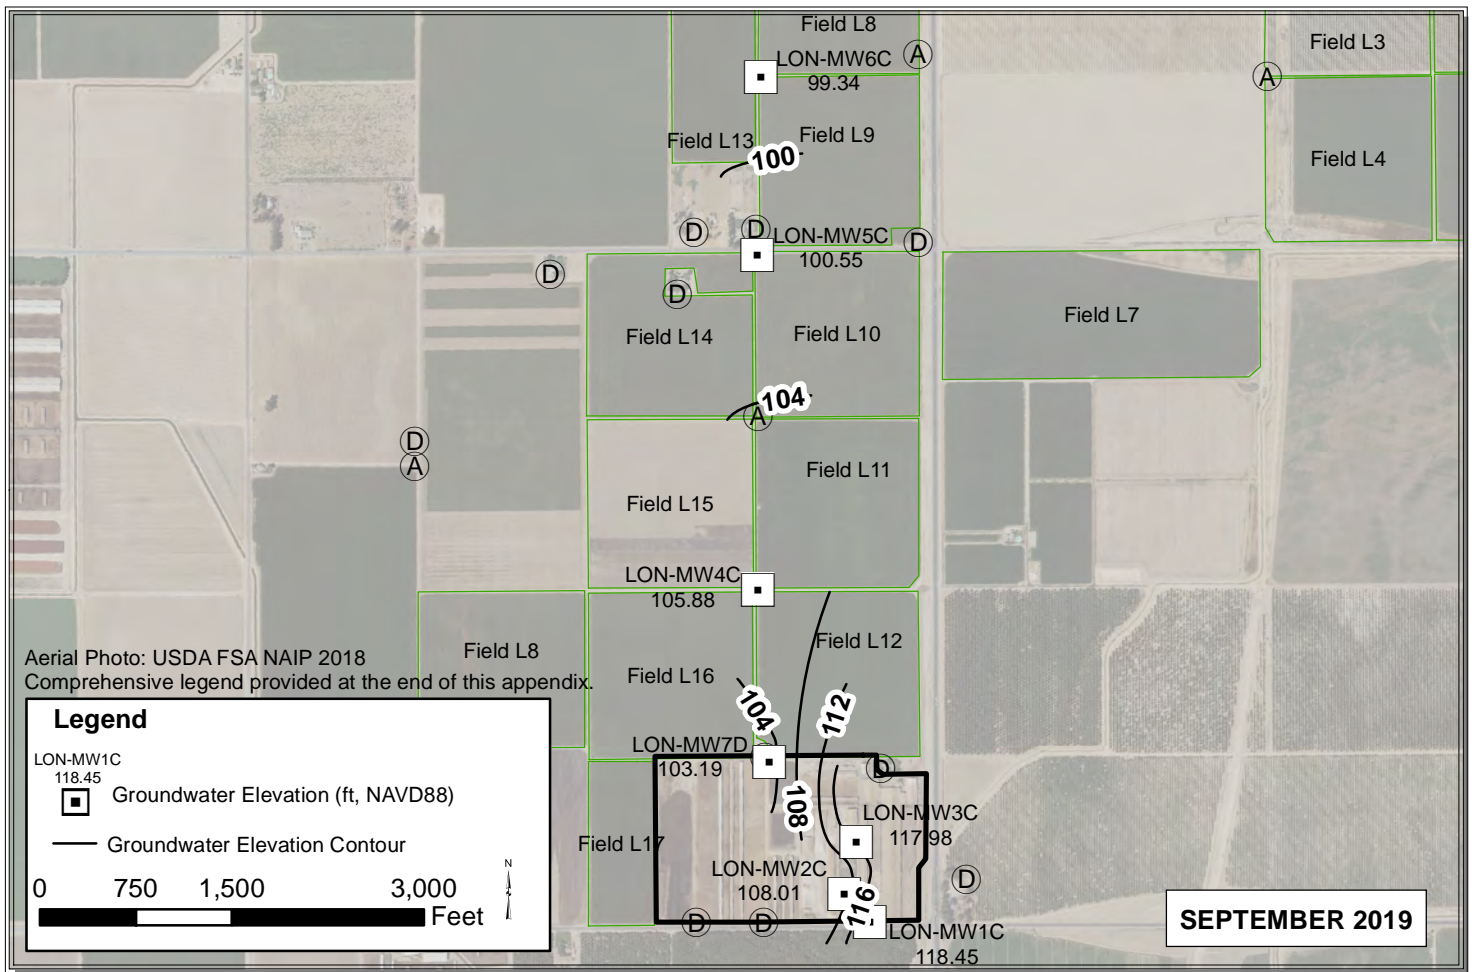 Field L8
A
Field L3
LON-MW6C
99.34
A
Field L13
Field L9
100
Field L4
D
D
LON-MW5C
100.55
D
D
D
Field L7
Field L14
Field L10
104
A
D
A
Field L11
Field L15
LON-MW4C
105.88
Field L12
Field L8
Field L16
Aerial Photo: USDA FSA NAIP 2018
Comprehensive legend provided at the end of this appendix.
104
112
LON-MW7D
103.19
D
108
LON-MW3C
117.98
Field L17
LON-MW2C
108.01
D
116
D
D
LON-MW1C
118.45
Legend
LON-MW1C
118.45
Groundwater Elevation (ft, NAVD88)
Groundwater Elevation Contour
N
0 750 1,500 3,000
Feet
SEPTEMBER 2019